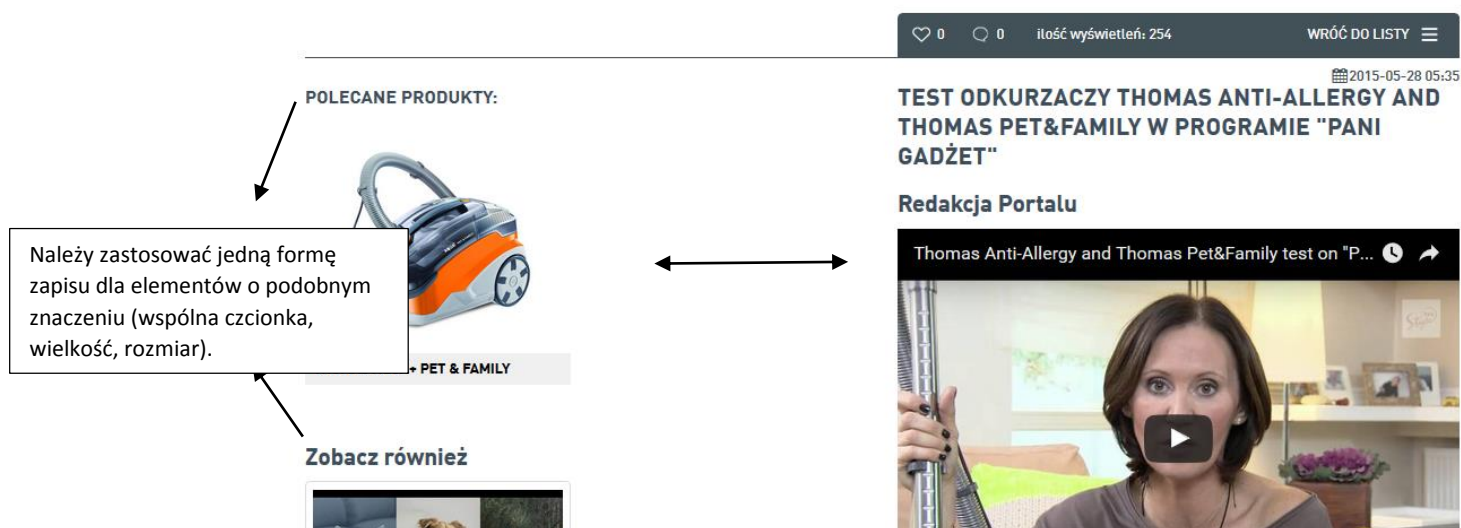 0 0 ilość wyświetleń: 254 WRÓĆ DO LISTY
2015-05-28 05:35
POLECANE PRODUKTY:
TEST ODKURZACZY THOMAS ANTI-ALLERGY AND
THOMAS PET&FAMILY W PROGRAMIE "PANI
GADŻET"
Redakcja Portalu
Należy zastosować jedną formę
zapisu dla elementów o podobnym
znaczeniu (wspólna czcionka,
wielkość, rozmiar).
Thomas Anti-Allergy and Thomas Pet&Family test on "P...
+ PET & FAMILY
Zobacz również